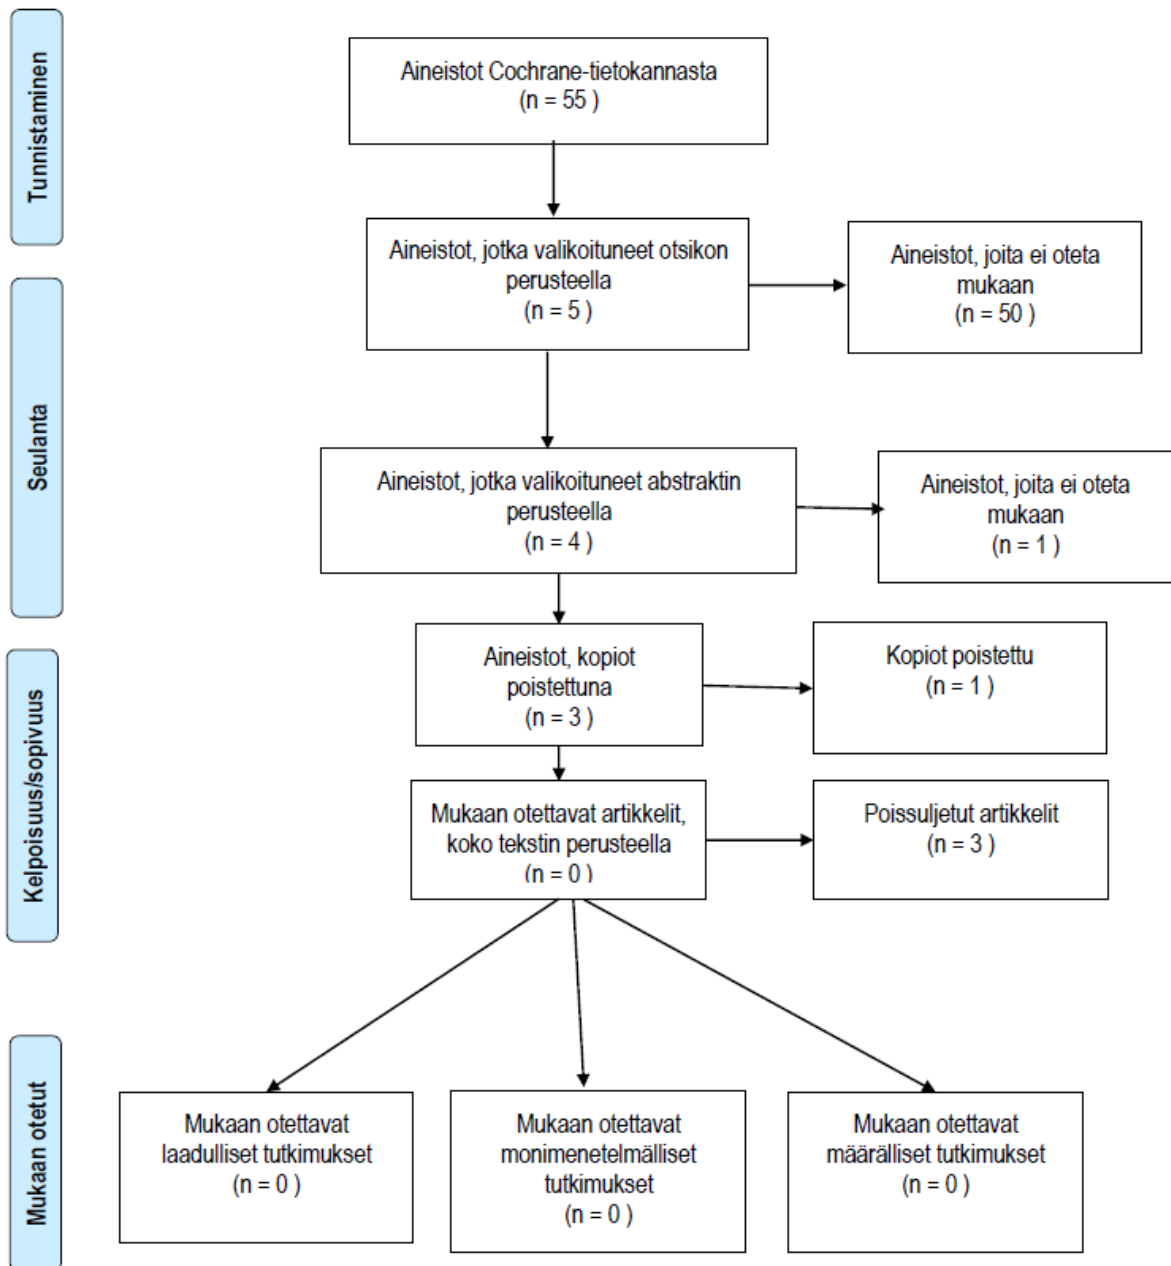 Tunnistaminen
Aineistot Cochrane-tietokannasta
(n = 55 )
Aineistot, jotka valikoituneet otsikon
perusteella
(n = 5 )
Aineistot, joita ei oteta
mukaan
(n = 50 )
Seulanta
Aineistot, jotka valikoituneet abstraktin
perusteella
(n = 4 )
Aineistot, joita ei oteta
mukaan
(n = 1 )
Kelpoisuus/sopivuus
Aineistot, kopiot
poistettuna
(n = 3 )
Kopiot poistettu
(n = 1 )
Mukaan otettavat artikkelit,
koko tekstin perusteella
(n = 0 )
Poissuljetut artikkelit
(n = 3 )
Mukaan otetut
Mukaan otettavat
laadulliset tutkimukset
(n = 0 )
Mukaan otettavat
monimenetelmälliset
tutkimukset
(n = 0 )
Mukaan otettavat
määrälliset tutkimukset
(n = 0 )